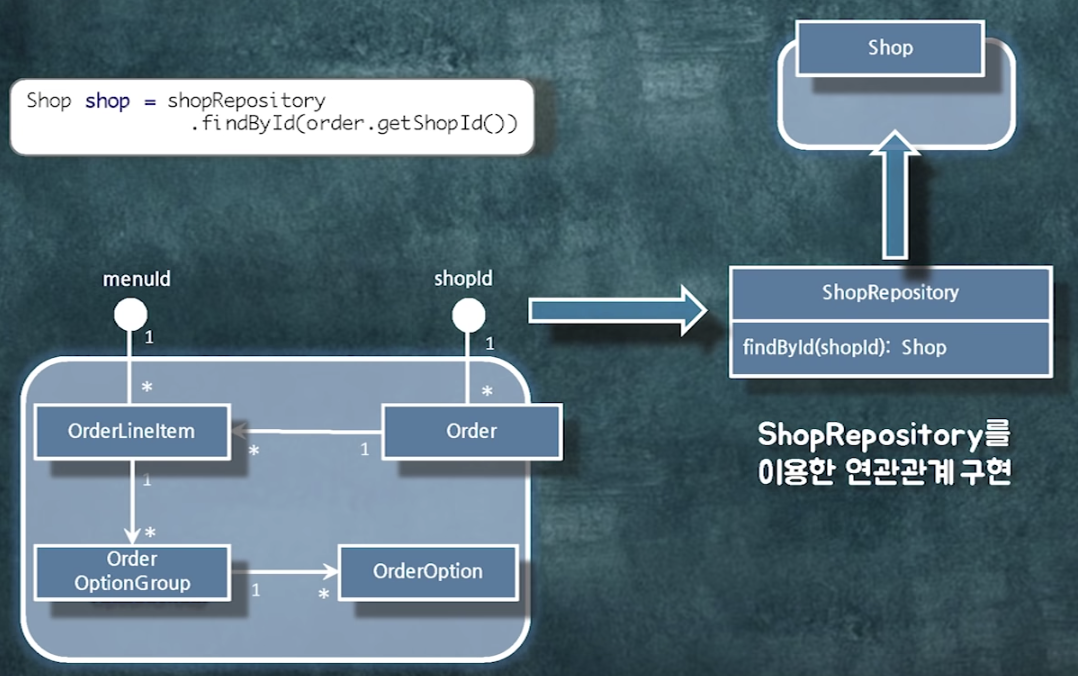 Shop
Shop shop = shopRepository
.findById(order.getShopId())
menuId
shopId
1
1
*
*
ShopRepository
findById(shopId): Shop
OrderLineItem
Order
*
1
ShopRepository를
이용한 연관관계 구현
1
*
Order
OptionGroup
OrderOption
1
*